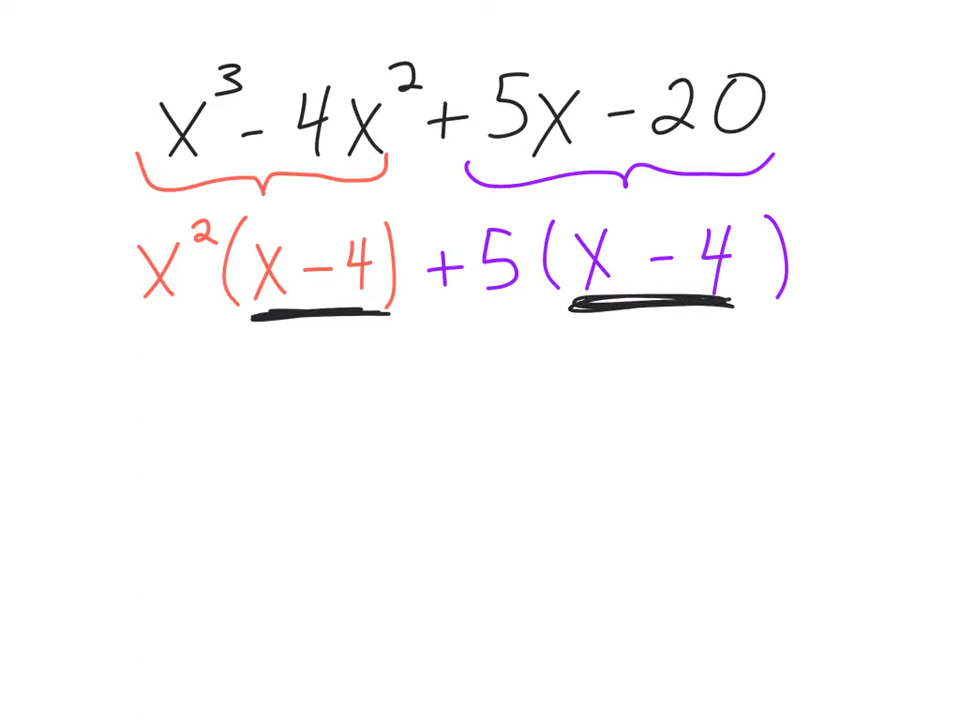 x³ - 4x² + 5x - 20
x²(x - 4) + 5(x - 4)